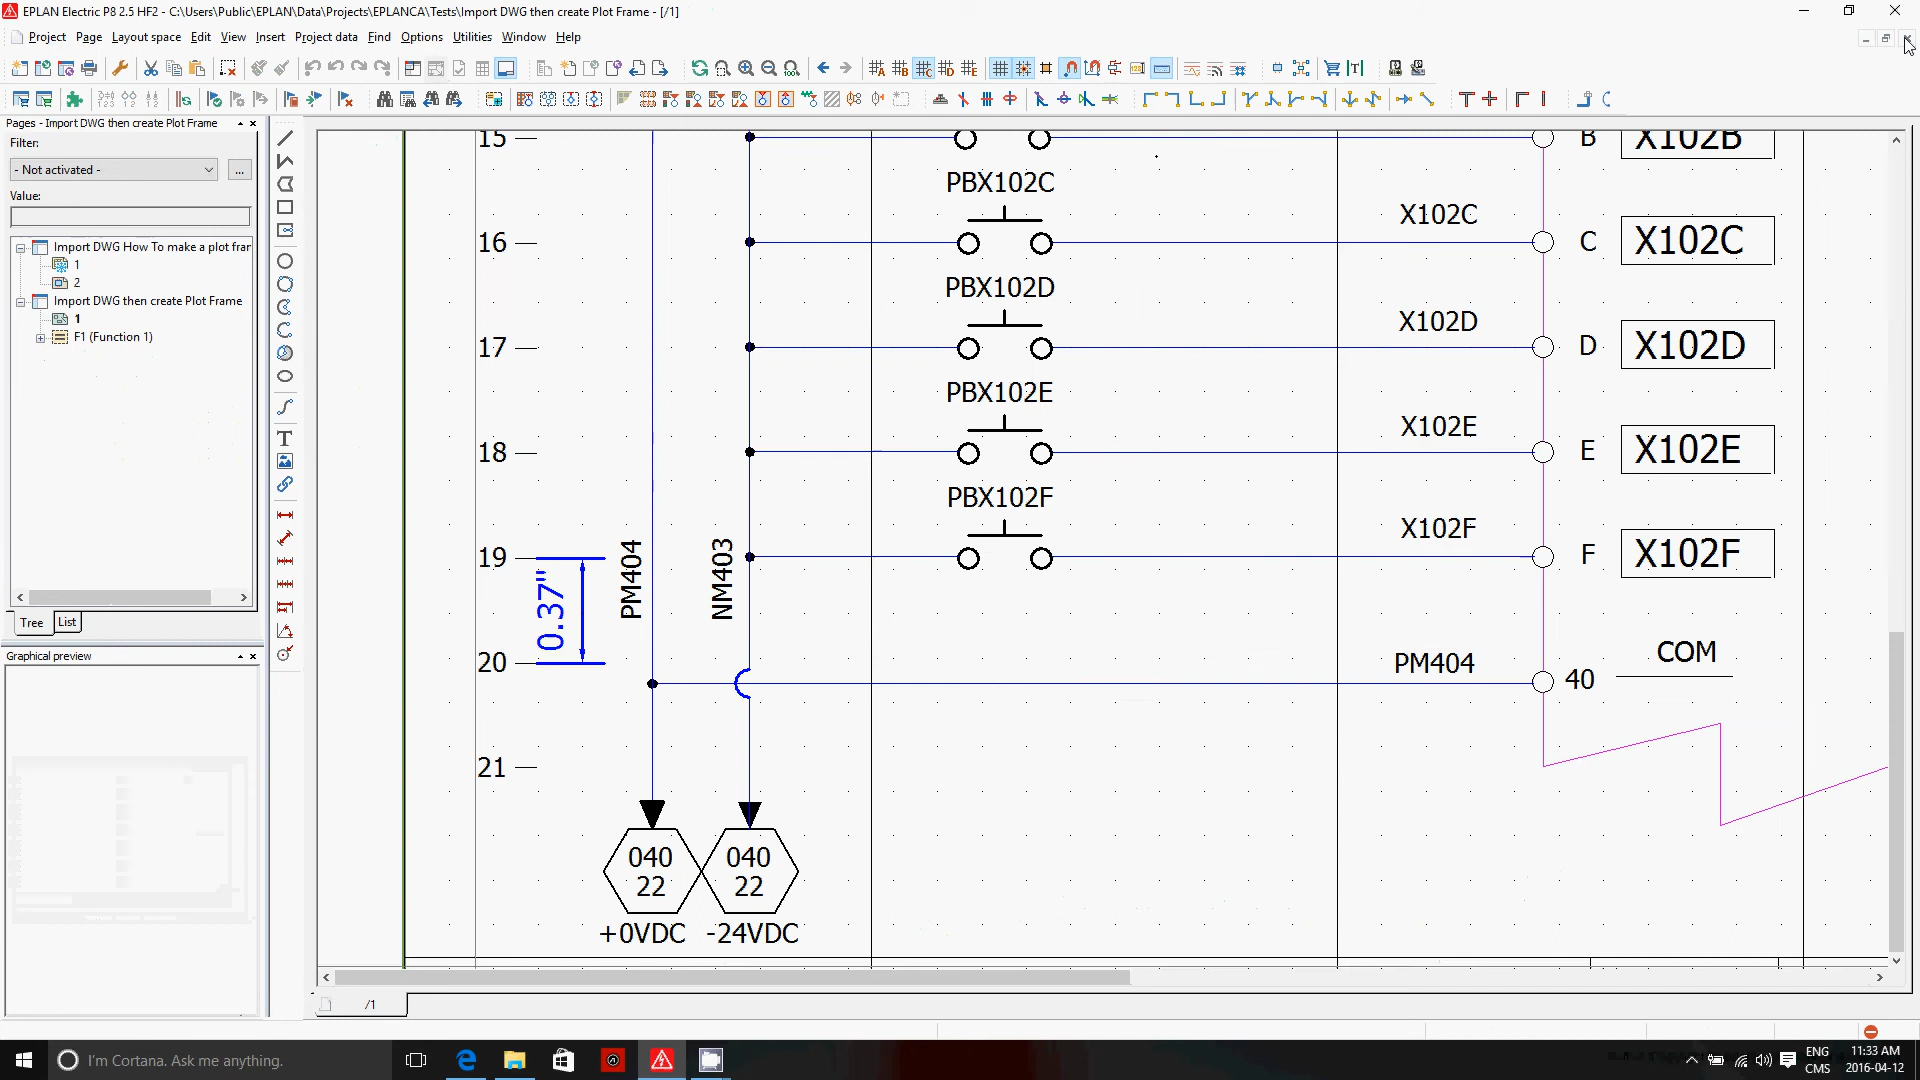 EPLAN Electric P8 2.5 HF2 - C:\Users\Public\EPLAN\Data\Projects\EPLANCA\Tests\Import DWG then create Plot Frame - [/1]
Project Page Layout space Edit View Insert Project data Find Options Utilities Window Help
Pages - Import DWG then create Plot Frame
Filter:
- Not activated -
...
Value:
Import DWG How To make a plot fra
1
2
Import DWG then create Plot Frame
1
F1 (Function 1)
Tree List
Graphical preview
15 B X102B
PBX102C
16 X102C C X102C
PBX102D
17 X102D D X102D
PBX102E
18 X102E E X102E
PBX102F
19 X102F F X102F
0.37"
PM404
NM403
20 PM404 40 COM
21
040 040
22 22
+0VDC -24VDC
/1
I'm Cortana. Ask me anything.
ENG 11:33 AM
CMS 2016-04-12